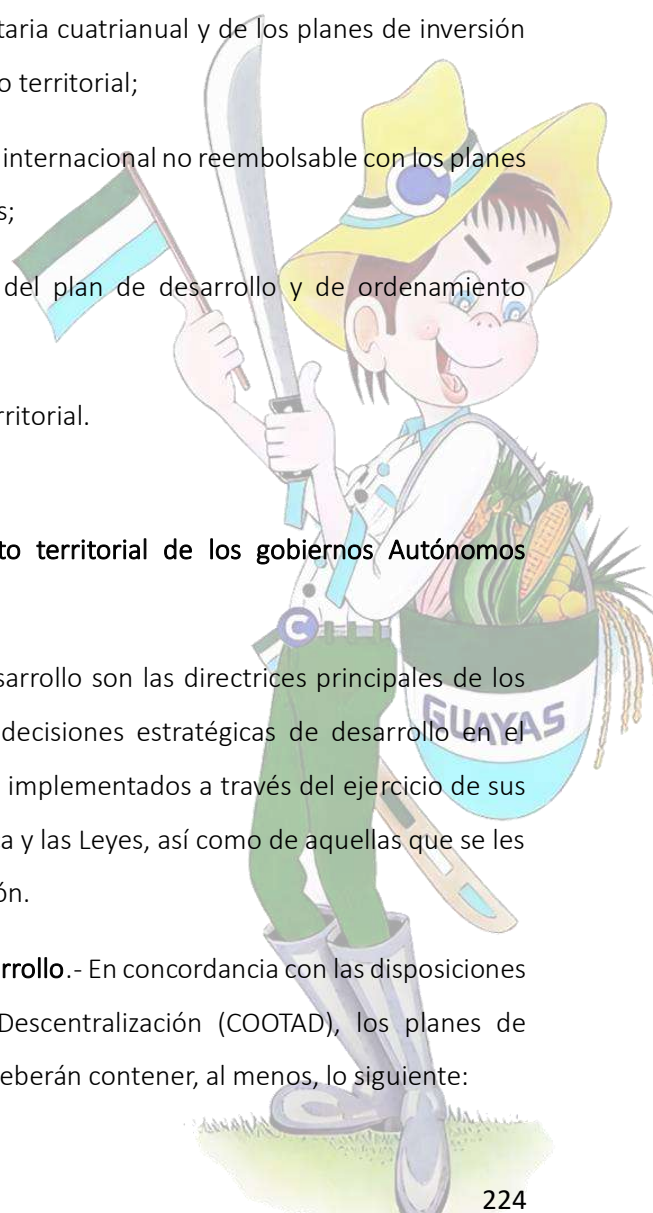 taria cuatrianual y de los planes de inversión
o territorial;
internacional no reembolsable con los planes
s;
del plan de desarrollo y de ordenamiento
rritorial.
to territorial de los gobiernos Autónomos
sarrollo son las directrices principales de los
decisiones estratégicas de desarrollo en el
implementados a través del ejercicio de sus
a y las Leyes, así como de aquellas que se les
ón.
rrollo.- En concordancia con las disposiciones
Descentralización (COOTAD), los planes de
deberán contener, al menos, lo siguiente:
C
C
GUAYAS
224